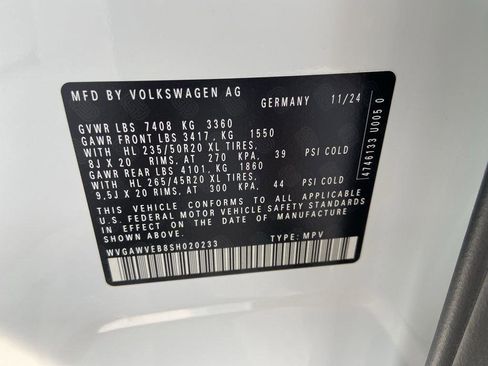 MFD BY VOLKSWAGEN AG
GERMANY 11/24
GVWR LBS 7408 KG 3360
GAWR FRONT LBS 3417, KG 1550
WITH HL 235/50R20 XL TIRES,
8J X 20 RIMS, AT 270 KPA, 39 PSI COLD
GAWR REAR LBS 4101, KG 1860
WITH HL 265/45R20 XL TIRES,
9.5J X 20 RIMS, AT 300 KPA, 44 PSI COLD
THIS VEHICLE CONFORMS TO ALL APPLICABLE
U.S. FEDERAL MOTOR VEHICLE SAFETY STANDARDS
IN EFFECT ON THE DATE OF MANUFACTURE
SHOWN ABOVE.
WVGAWVEB8SH020233 TYPE: MPV
4746133 U005 0